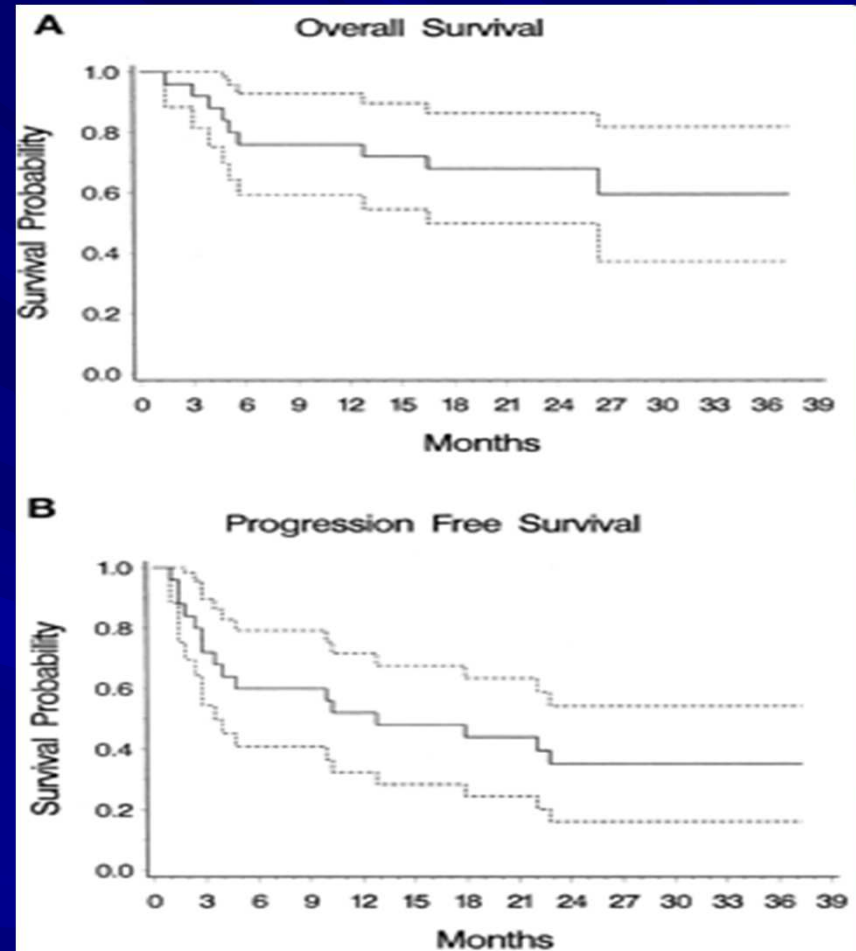 A
Overall Survival
1.0
0.8
0.6
0.4
0.2
0.0
Survival Probability
0 3 6 9 12 15 18 21 24 27 30 33 36 39
Months
B
Progression Free Survival
1.0
0.8
0.6
0.4
0.2
0.0
Survival Probability
0 3 6 9 12 15 18 21 24 27 30 33 36 39
Months